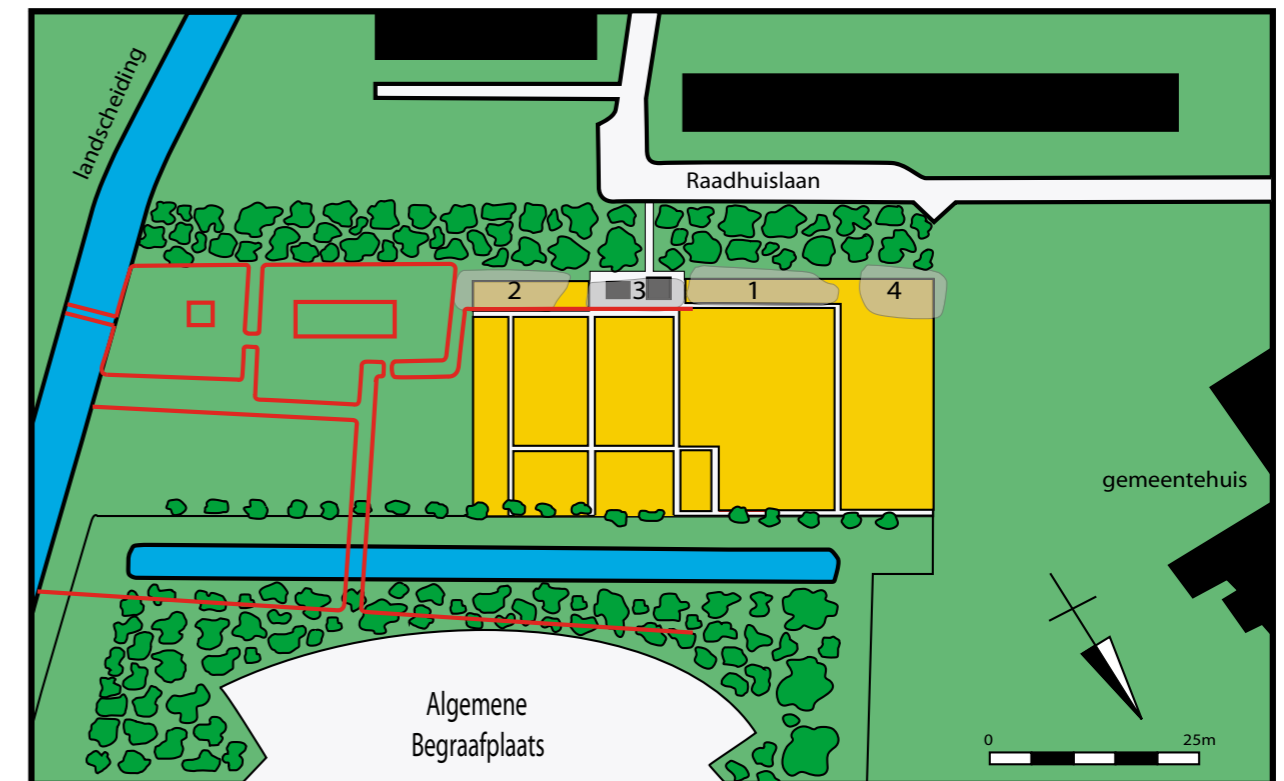 landscheiding
Raadhuislaan
2
3
1
4
gemeentehuis
Algemene
Begraafplaats
0 25m